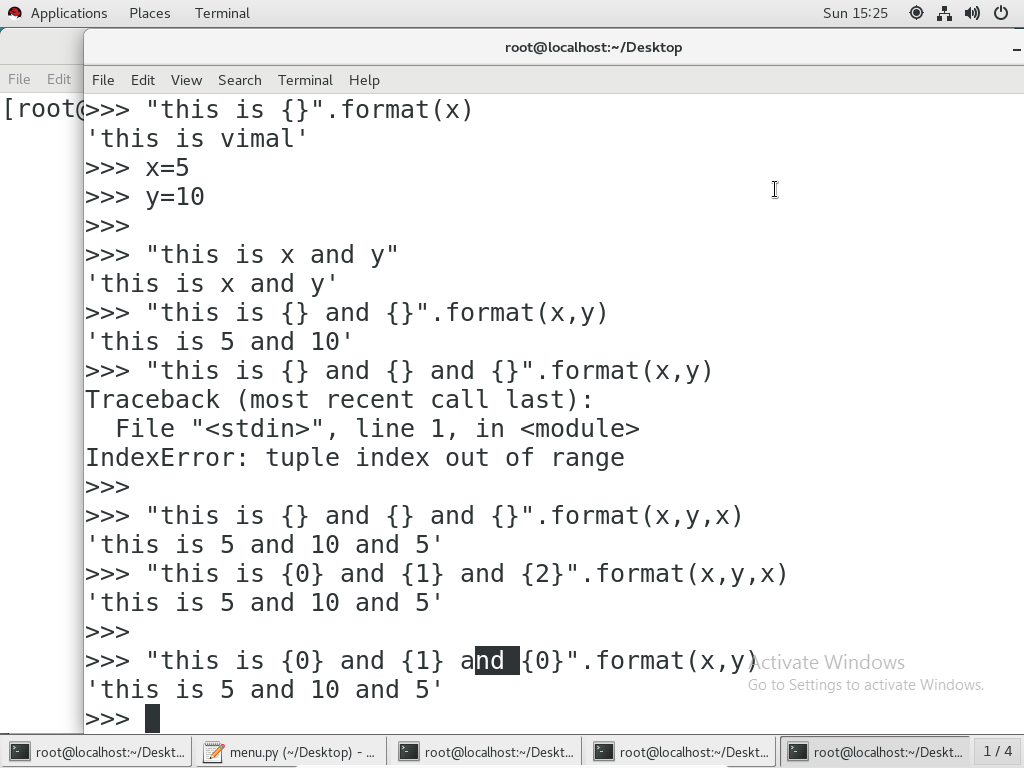 Applications Places Terminal Sun 15:25
root@localhost:~/Desktop
File Edit
File Edit View Search Terminal Help
[root@
>>> "this is {}".format(x)
'this is vimal'
>>> x=5
>>> y=10
>>>
>>> "this is x and y"
'this is x and y'
>>> "this is {} and {}".format(x,y)
'this is 5 and 10'
>>> "this is {} and {} and {}".format(x,y)
Traceback (most recent call last):
  File "<stdin>", line 1, in <module>
IndexError: tuple index out of range
>>>
>>> "this is {} and {} and {}".format(x,y,x)
'this is 5 and 10 and 5'
>>> "this is {0} and {1} and {2}".format(x,y,x)
'this is 5 and 10 and 5'
>>>
>>> "this is {0} and {1} and {0}".format(x,y)
'this is 5 and 10 and 5'
>>>
Activate Windows
Go to Settings to activate Windows.
root@localhost:~/Deskt... menu.py (~/Desktop) - ... root@localhost:~/Deskt... root@localhost:~/Deskt... root@localhost:~/Deskt... 1 / 4